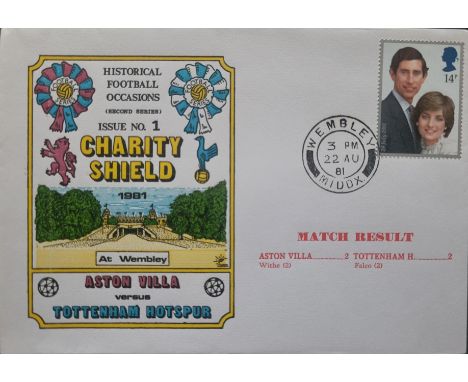 HISTORICAL
FOOTBALL
OCCASIONS
(SECOND SERIES)
ISSUE NO. 1
CHARITY
SHIELD
1981
At Wembley
ASTON VILLA
versus
TOTTENHAM HOTSPUR
14P
WEMBLEY
3 PM
22 AU
81
MIDDX
MATCH RESULT
ASTON VILLA..........2 TOTTENHAM H..........2
Withe (2) Falco (2)